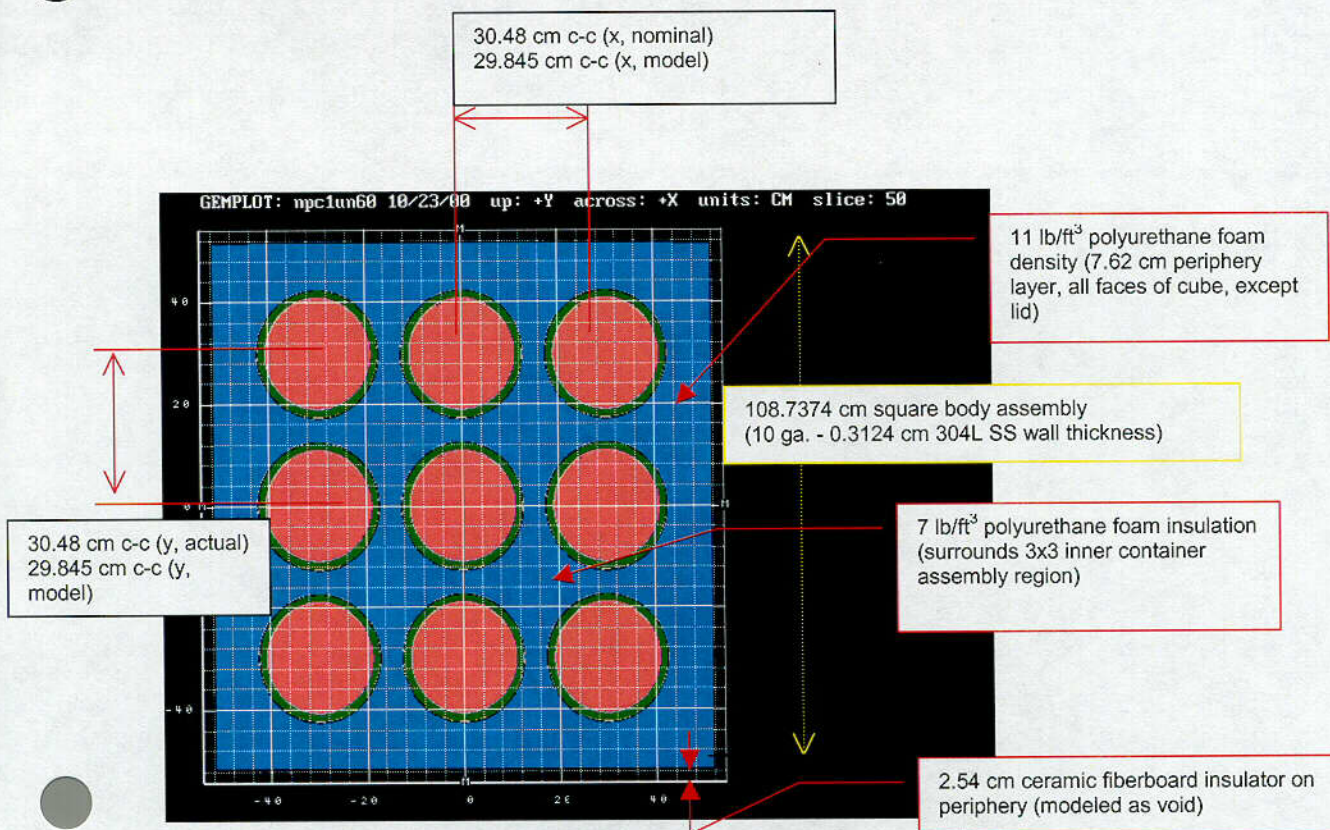 30.48 cm c-c (x, nominal)
29.845 cm c-c (x, model)
GEMPLOT: npc1un60 10/23/00 up: +Y across: +X units: CM slice: 50
M
11 lb/ft³ polyurethane foam
density (7.62 cm periphery
layer, all faces of cube, except
lid)
40
20
108.7374 cm square body assembly
(10 ga. - 0.3124 cm 304L SS wall thickness)
0 M
M
7 lb/ft³ polyurethane foam insulation
(surrounds 3x3 inner container
assembly region)
30.48 cm c-c (y, actual)
29.845 cm c-c (y,
model)
-40
M
-40 -20 0 20 40
2.54 cm ceramic fiberboard insulator on
periphery (modeled as void)